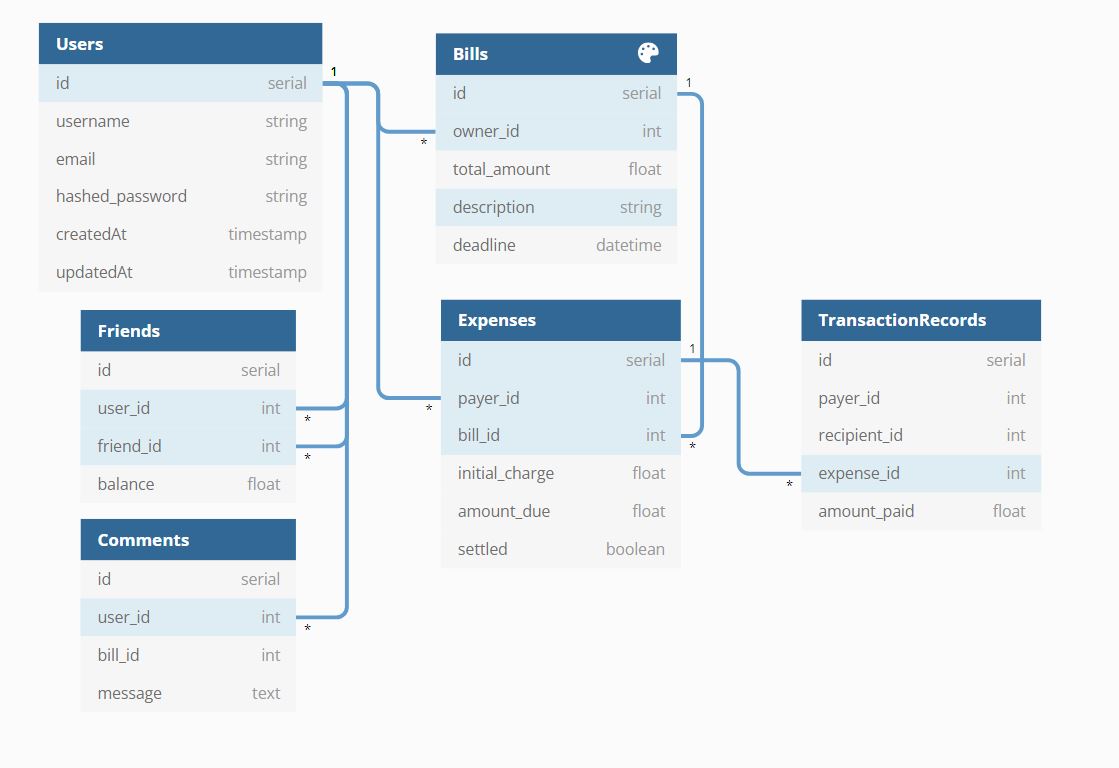 Users
id serial
username string
email string
hashed_password string
createdAt timestamp
updatedAt timestamp
1
Bills
id serial
owner_id int
total_amount float
description string
deadline datetime
1
*
Friends
id serial
user_id int
friend_id int
balance float
*
*
Expenses
id serial
payer_id int
bill_id int
initial_charge float
amount_due float
settled boolean
1
*
*
TransactionRecords
id serial
payer_id int
recipient_id int
expense_id int
amount_paid float
*
Comments
id serial
user_id int
bill_id int
message text
*